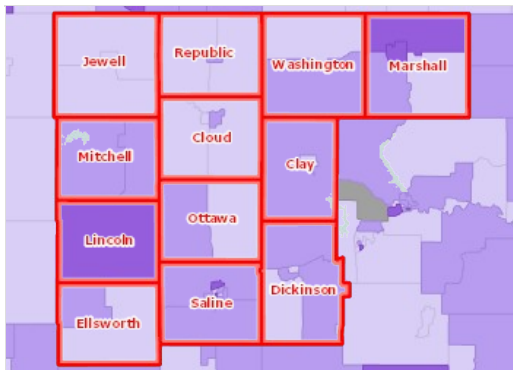 Jewell
Republic
Washington
Marshall
Mitchell
Cloud
Clay
Lincoln
Ottawa
Ellsworth
Saline
Dickinson